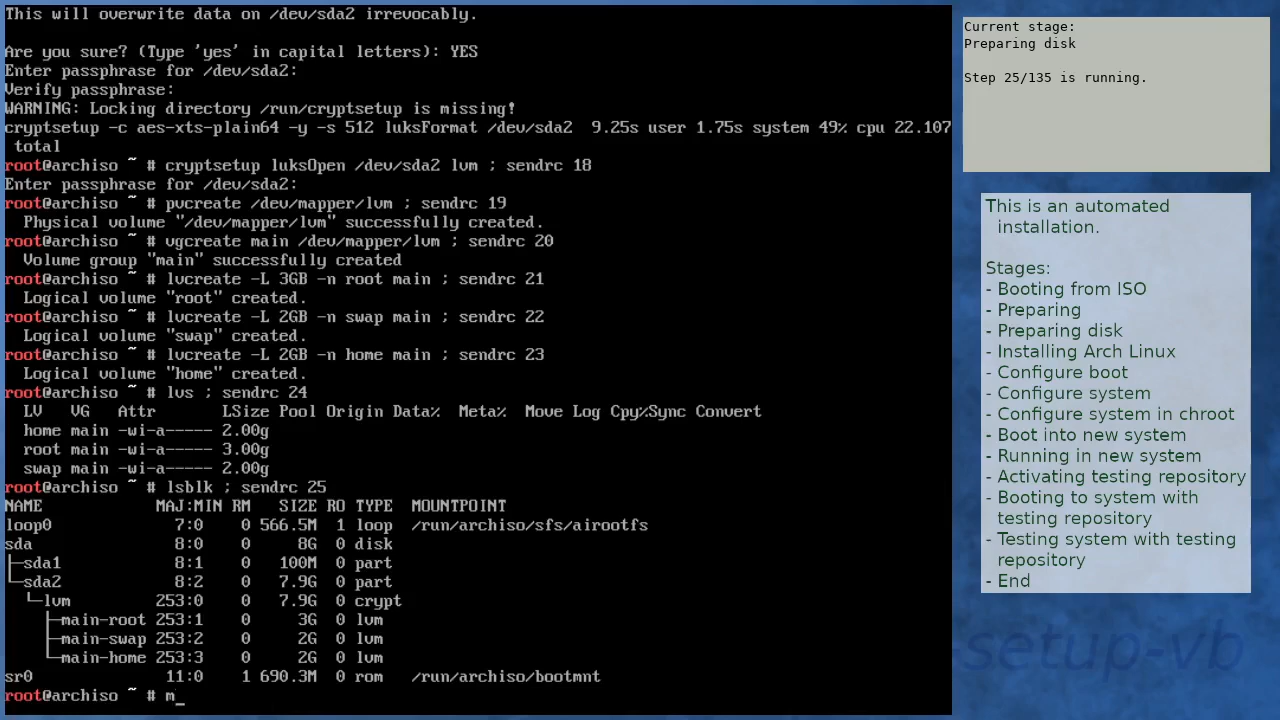 This will overwrite data on /dev/sda2 irrevocably.
Are you sure? (Type 'yes' in capital letters): YES
Enter passphrase for /dev/sda2:
Verify passphrase:
WARNING: Locking directory /run/cryptsetup is missing!
cryptsetup -c aes-xts-plain64 -y -s 512 luksFormat /dev/sda2  9.25s user 1.75s system 49% cpu 22.107
 total
root@archiso ~ # cryptsetup luksOpen /dev/sda2 lvm ; sendrc 18
Enter passphrase for /dev/sda2:
root@archiso ~ # pvcreate /dev/mapper/lvm ; sendrc 19
  Physical volume "/dev/mapper/lvm" successfully created.
root@archiso ~ # vgcreate main /dev/mapper/lvm ; sendrc 20
  Volume group "main" successfully created
root@archiso ~ # lvcreate -L 3GB -n root main ; sendrc 21
  Logical volume "root" created.
root@archiso ~ # lvcreate -L 2GB -n swap main ; sendrc 22
  Logical volume "swap" created.
root@archiso ~ # lvcreate -L 2GB -n home main ; sendrc 23
  Logical volume "home" created.
root@archiso ~ # lvs ; sendrc 24
  LV   VG   Attr       LSize Pool Origin Data%  Meta%  Move Log Cpy%Sync Convert
  home main -wi-a----- 2.00g
  root main -wi-a----- 3.00g
  swap main -wi-a----- 2.00g
root@archiso ~ # lsblk ; sendrc 25
NAME            MAJ:MIN RM   SIZE RO TYPE  MOUNTPOINT
loop0             7:0    0 566.5M  1 loop  /run/archiso/sfs/airootfs
sda               8:0    0     8G  0 disk
├─sda1            8:1    0   100M  0 part
└─sda2            8:2    0   7.9G  0 part
  └─lvm         253:0    0   7.9G  0 crypt
    ├─main-root 253:1    0     3G  0 lvm
    ├─main-swap 253:2    0     2G  0 lvm
    └─main-home 253:3    0     2G  0 lvm
sr0              11:0    1 690.3M  0 rom   /run/archiso/bootmnt
root@archiso ~ # m_
Current stage:
Preparing disk
Step 25/135 is running.
This is an automated
installation.
Stages:
- Booting from ISO
- Preparing
- Preparing disk
- Installing Arch Linux
- Configure boot
- Configure system
- Configure system in chroot
- Boot into new system
- Running in new system
- Activating testing repository
- Booting to system with
testing repository
- Testing system with testing
repository
- End
-setup-vb